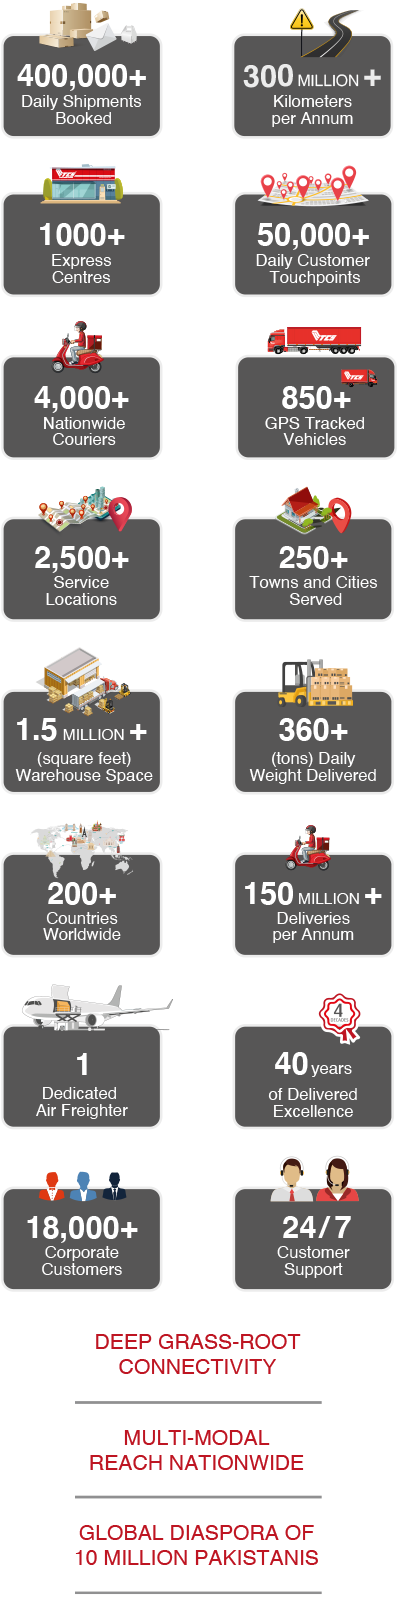 400,000+
Daily Shipments
Booked
300 MILLION +
Kilometers
per Annum
TCS
1000+
Express
Centres
50,000+
Daily Customer
Touchpoints
4,000+
Nationwide
Couriers
TCS
TCS
850+
GPS Tracked
Vehicles
2,500+
Service
Locations
250+
Towns and Cities
Served
1.5 MILLION +
(square feet)
Warehouse Space
360+
(tons) Daily
Weight Delivered
200+
Countries
Worldwide
150 MILLION +
Deliveries
per Annum
1
Dedicated
Air Freighter
4
DECADES
40 years
of Delivered
Excellence
18,000+
Corporate
Customers
24/7
Customer
Support
DEEP GRASS-ROOT
CONNECTIVITY
MULTI-MODAL
REACH NATIONWIDE
GLOBAL DIASPORA OF
10 MILLION PAKISTANIS